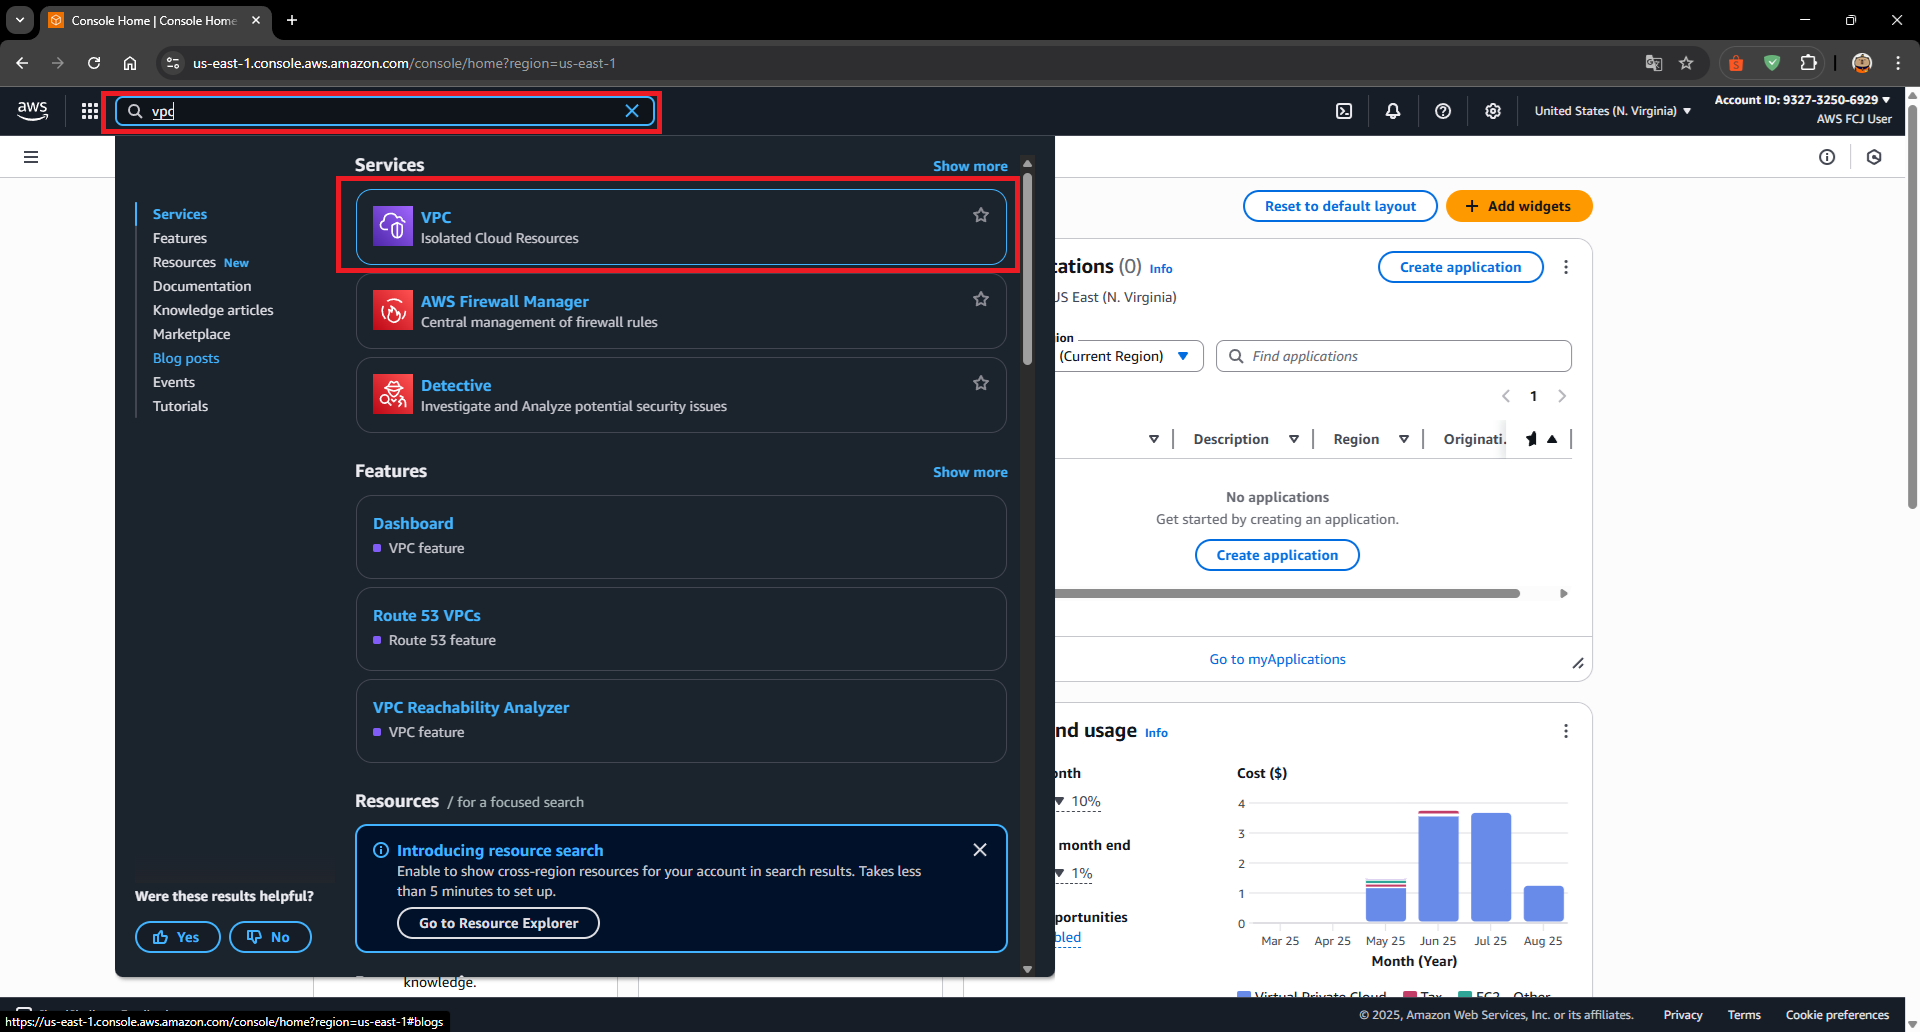 Console Home | Console Home
us-east-1.console.aws.amazon.com/console/home?region=us-east-1
aws
vpc
United States (N. Virginia)
Account ID: 9327-3250-6929
AWS FCJ User
Services
Features
Resources New
Documentation
Knowledge articles
Marketplace
Blog posts
Events
Tutorials
Were these results helpful?
Yes
No
Services
Show more
VPC
Isolated Cloud Resources
AWS Firewall Manager
Central management of firewall rules
Detective
Investigate and Analyze potential security issues
Features
Show more
Dashboard
VPC feature
Route 53 VPCs
Route 53 feature
VPC Reachability Analyzer
VPC feature
Resources / for a focused search
Introducing resource search
Enable to show cross-region resources for your account in search results. Takes less
than 5 minutes to set up.
Go to Resource Explorer
knowledge.
Reset to default layout
Add widgets
cations (0) Info
Create application
US East (N. Virginia)
ion
(Current Region)
Find applications
1
Description
Region
Originati.
No applications
Get started by creating an application.
Create application
Go to myApplications
nd usage Info
onth
10%
month end
1%
portunities
bled
Cost ($)
4
3
2
1
0
Mar 25
Apr 25
May 25
Jun 25
Jul 25
Aug 25
Month (Year)
Virtual Private Cloud
Tax
EC2 - Other
https://us-east-1.console.aws.amazon.com/console/home?region=us-east-1#blogs
© 2025, Amazon Web Services, Inc. or its affiliates.
Privacy
Terms
Cookie preferences